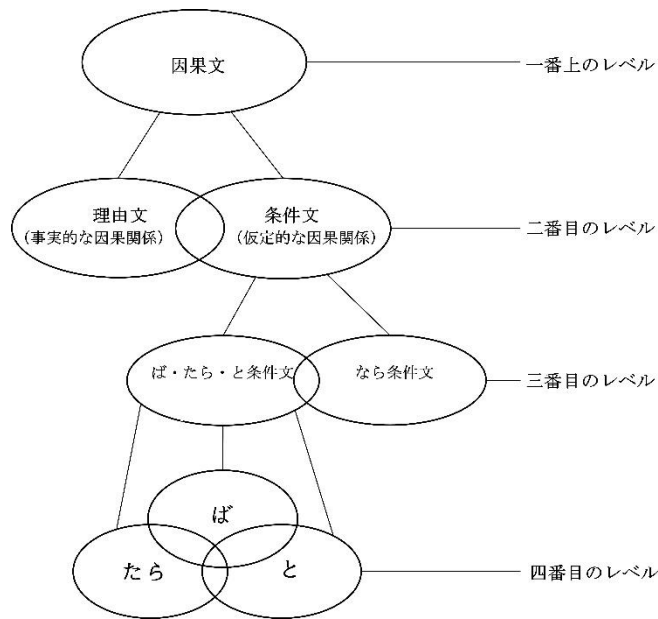 因果文
一番上のレベル
理由文
(事実的な因果関係)
条件文
(仮定的な因果関係)
二番目のレベル
ば・たら・と条件文
なら条件文
三番目のレベル
ば
たら
と
四番目のレベル